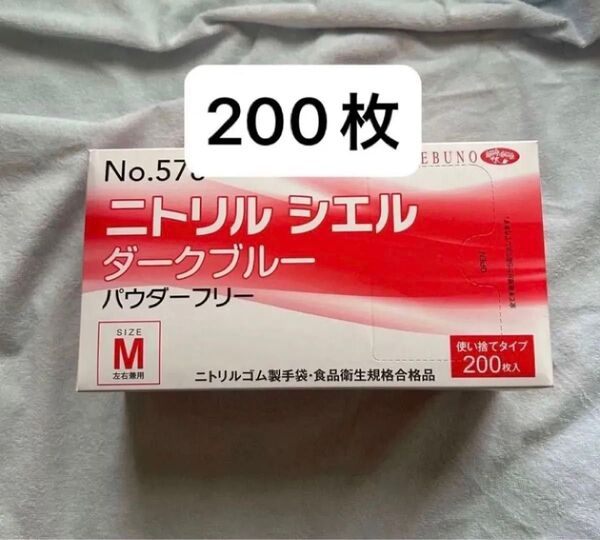 200枚
No.57
EBUNO
ニトリル シエル
ダークブルー
パウダーフリー
OPEN
SIZE
M
左右兼用
使い捨てタイプ
200枚入
ニトリルゴム製手袋・食品衛生規格合格品